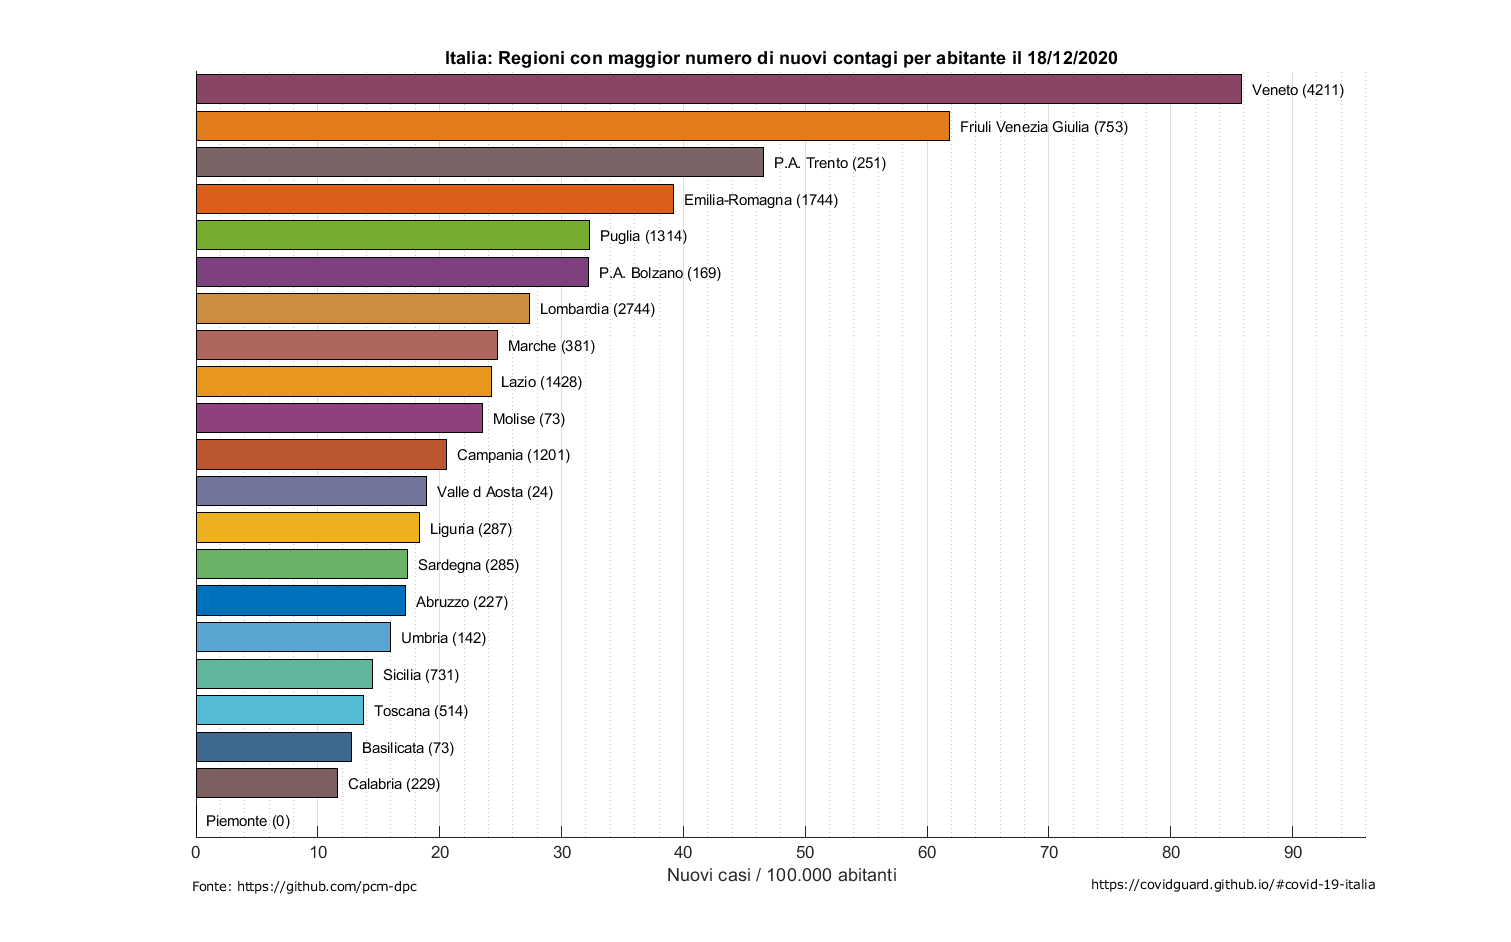 Italia: Regioni con maggior numero di nuovi contagi per abitante il 18/12/2020
Veneto (4211)
Friuli Venezia Giulia (753)
P.A. Trento (251)
Emilia-Romagna (1744)
Puglia (1314)
P.A. Bolzano (169)
Lombardia (2744)
Marche (381)
Lazio (1428)
Molise (73)
Campania (1201)
Valle d Aosta (24)
Liguria (287)
Sardegna (285)
Abruzzo (227)
Umbria (142)
Sicilia (731)
Toscana (514)
Basilicata (73)
Calabria (229)
Piemonte (0)
0 10 20 30 40 50 60 70 80 90
Nuovi casi / 100.000 abitanti
Fonte: https://github.com/pcm-dpc
https://covidguard.github.io/#covid-19-italia